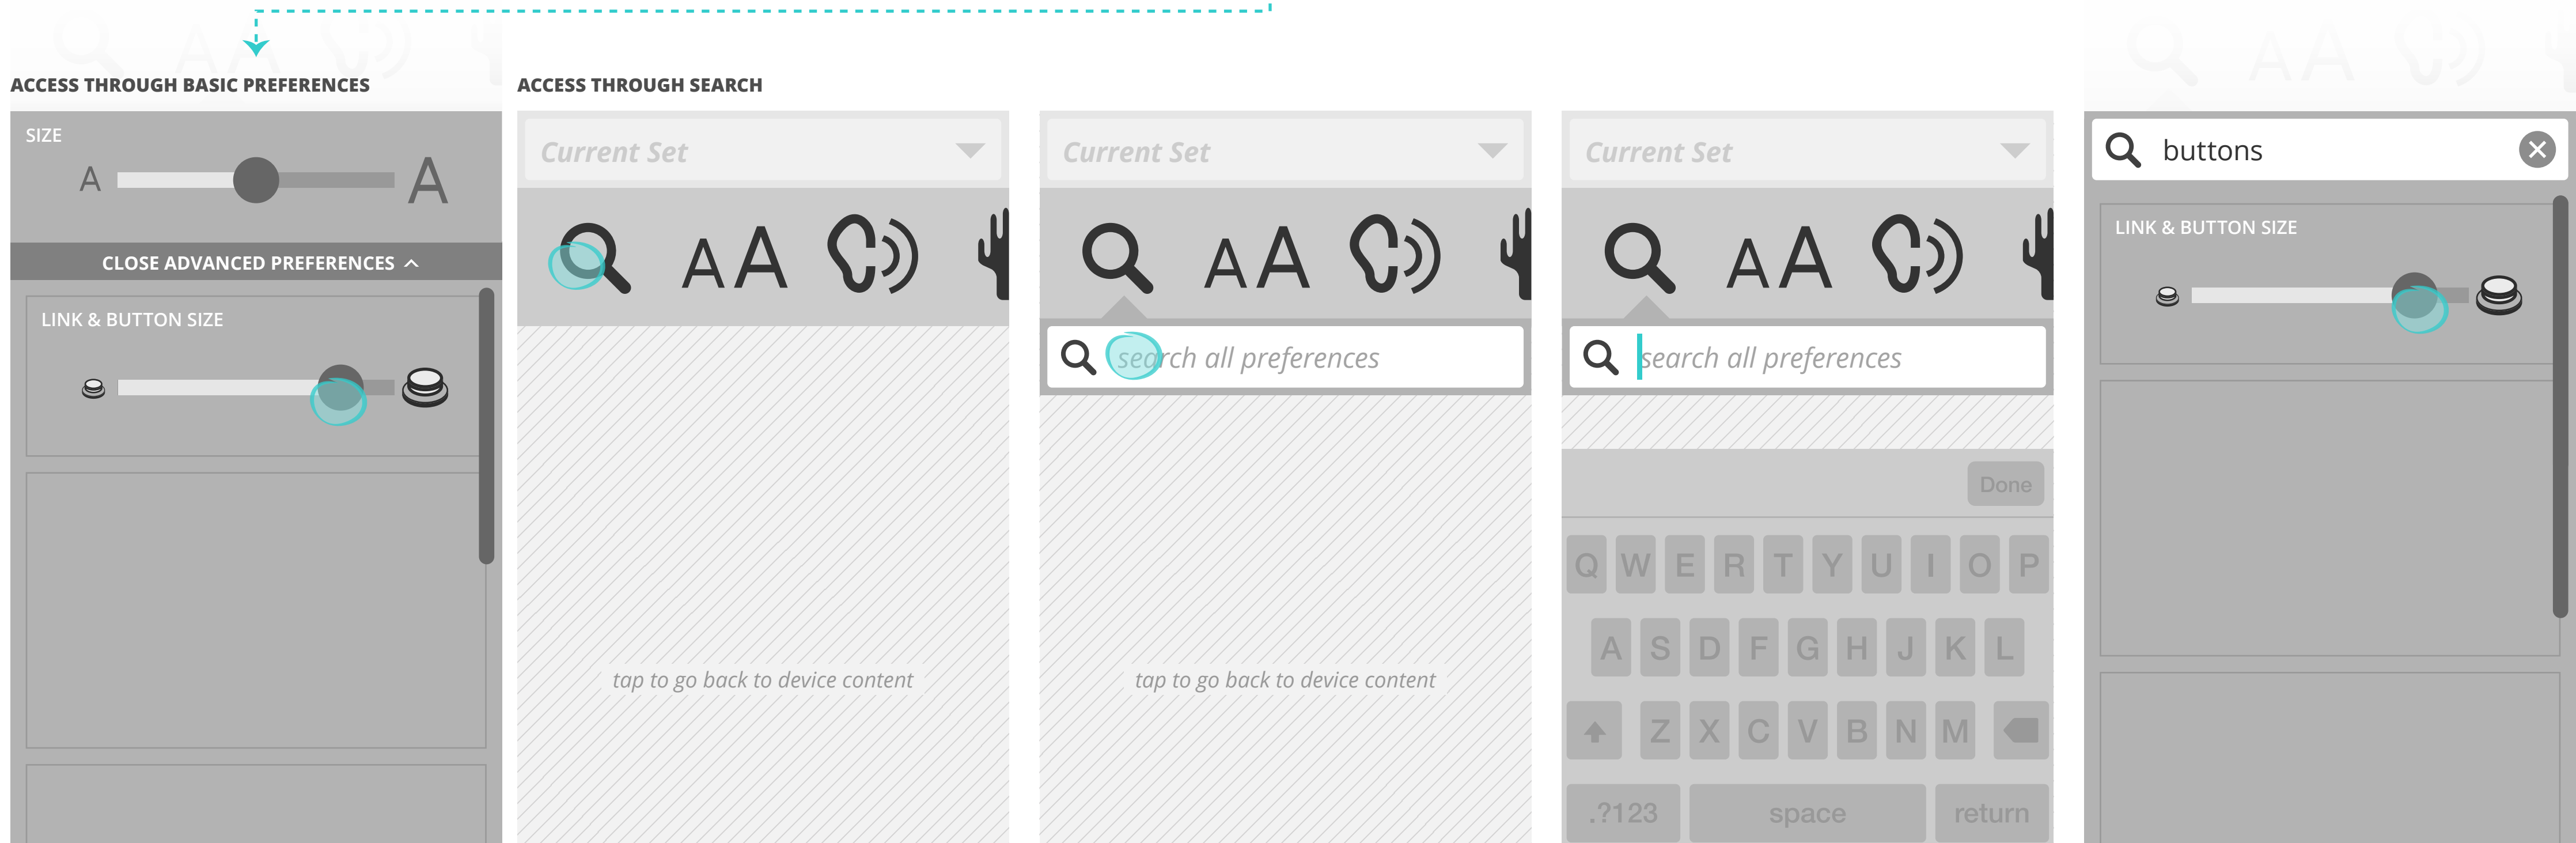 ACCESS THROUGH BASIC PREFERENCES
SIZE
A A
CLOSE ADVANCED PREFERENCES
LINK & BUTTON SIZE
ACCESS THROUGH SEARCH
Current Set
AA
tap to go back to device content
Current Set
AA
search all preferences
tap to go back to device content
Current Set
AA
search all preferences
Done
Q W E R T Y U I O P
A S D F G H J K L
Z X C V B N M
.?123 space return
AA
buttons
LINK & BUTTON SIZE